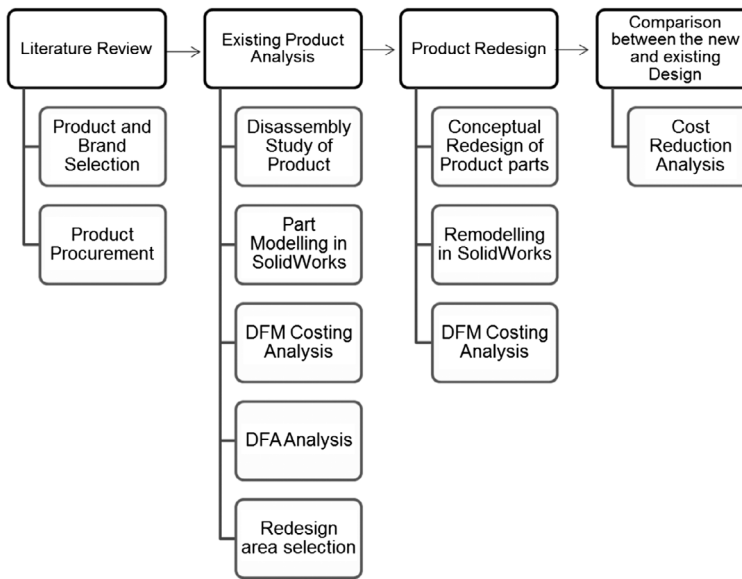 Literature Review
Existing Product
Analysis
Product Redesign
Comparison
between the new
and existing
Design
Product and
Brand
Selection
Product
Procurement
Disassembly
Study of
Product
Part
Modelling in
SolidWorks
DFM Costing
Analysis
DFA Analysis
Redesign
area selection
Conceptual
Redesign of
Product parts
Remodelling
in SolidWorks
DFM Costing
Analysis
Cost
Reduction
Analysis